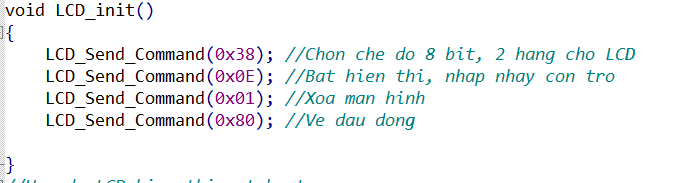 void LCD_init()
{
LCD_Send_Command(0x38); //Chon che do 8 bit, 2 hang cho LCD
LCD_Send_Command(0x0E); //Bat hien thi, nhap nhay con tro
LCD_Send_Command(0x01); //Xoa man hinh
LCD_Send_Command(0x80); //Ve dau dong
}